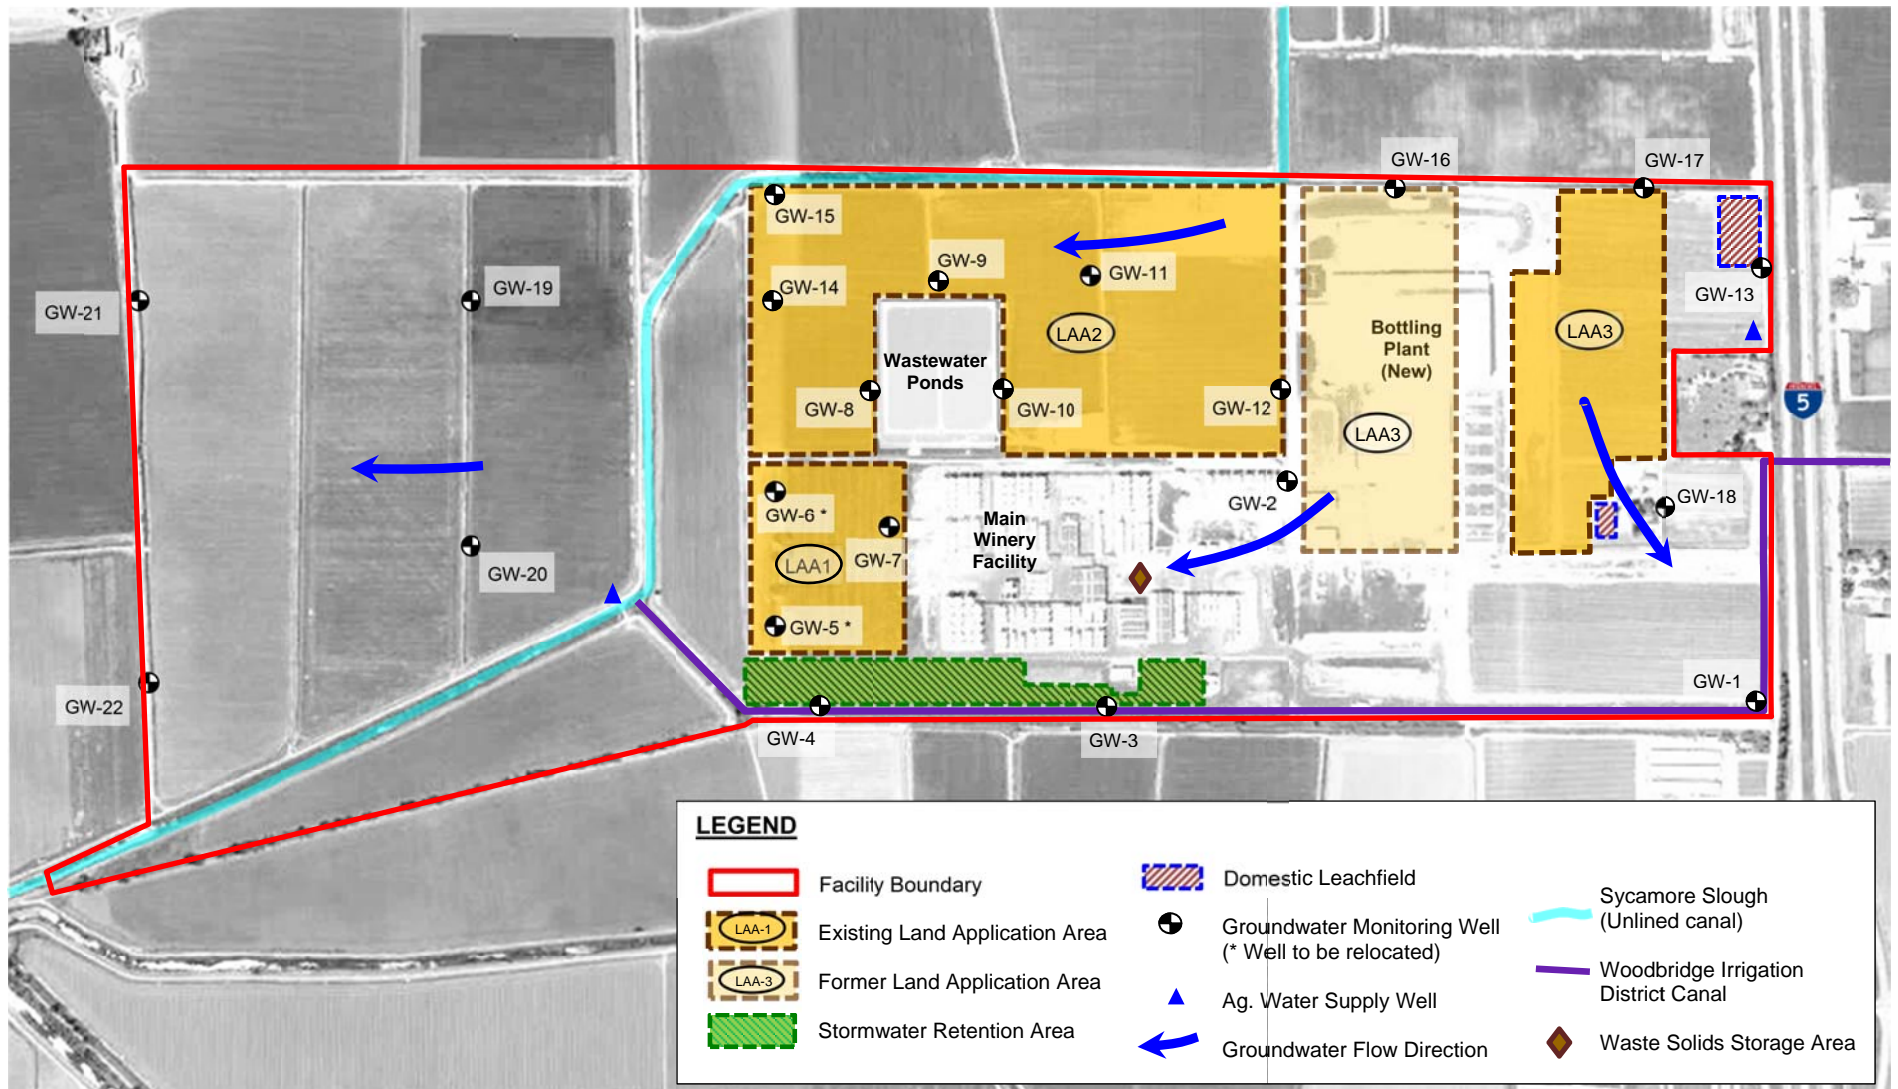 GW-16
GW-17
GW-15
GW-9
GW-11
GW-14
GW-19
GW-21
GW-13
LAA2
LAA3
Bottling
Plant
(New)
Wastewater
Ponds
GW-8
GW-10
GW-12
5
LAA3
GW-2
GW-18
GW-6 *
Main
Winery
Facility
GW-7
LAA1
GW-20
GW-5 *
GW-22
GW-1
GW-4
GW-3
LEGEND
Facility Boundary
LAA-1
Existing Land Application Area
LAA-3
Former Land Application Area
Stormwater Retention Area
Domestic Leachfield
Groundwater Monitoring Well
(* Well to be relocated)
Ag. Water Supply Well
Groundwater Flow Direction
Sycamore Slough
(Unlined canal)
Woodbridge Irrigation
District Canal
Waste Solids Storage Area